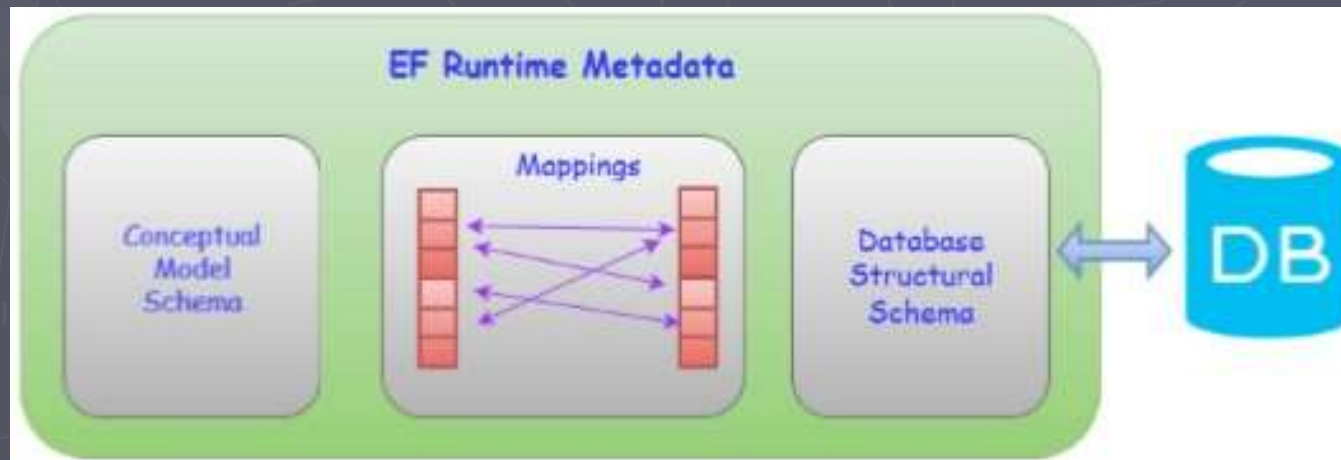 EF Runtime Metadata
Conceptual
Model
Schema
Mappings
Database
Structural
Schema
DB